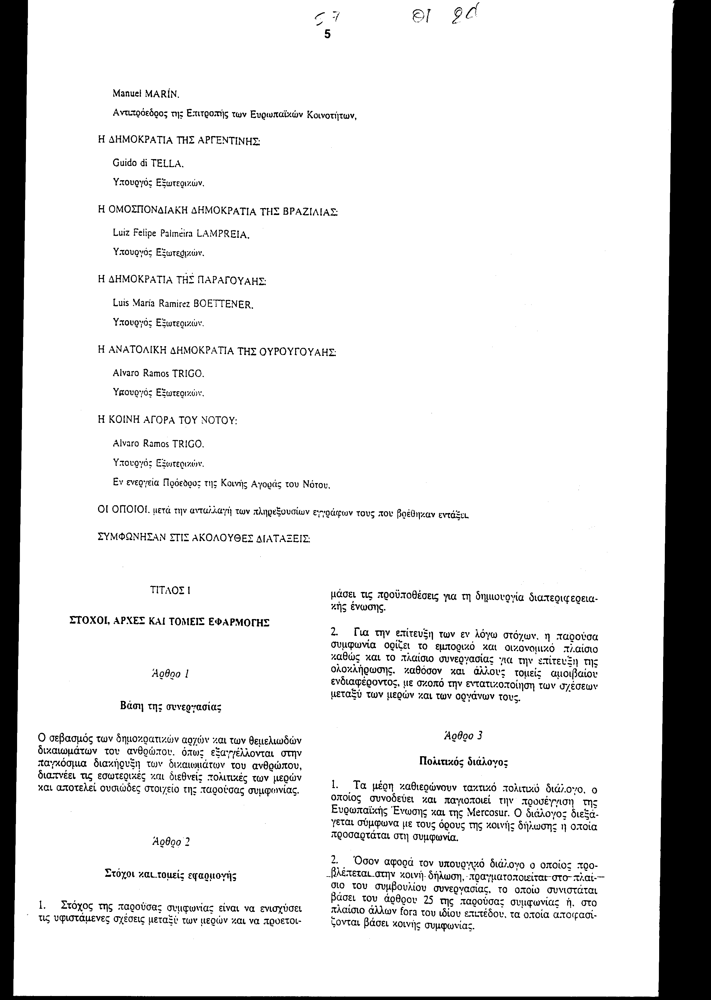 5
Manuel MARÍN.
Αντιπρόεδρος της Επιτροπής των Ευρωπαϊκών Κοινοτήτων,
Η ΔΗΜΟΚΡΑΤΙΑ ΤΗΣ ΑΡΓΕΝΤΙΝΗΣ:
Guido di TELLA.
Υπουργός Εξωτερικών.
Η ΟΜΟΣΠΟΝΔΙΑΚΗ ΔΗΜΟΚΡΑΤΙΑ ΤΗΣ ΒΡΑΖΙΛΙΑΣ:
Luiz Felipe Palmeira LAMPREIA.
Υπουργός Εξωτερικών.
Η ΔΗΜΟΚΡΑΤΙΑ ΤΗΣ ΠΑΡΑΓΟΥΑΗΣ:
Luis María Ramirez BOETTENER.
Υπουργός Εξωτερικών.
Η ΑΝΑΤΟΛΙΚΗ ΔΗΜΟΚΡΑΤΙΑ ΤΗΣ ΟΥΡΟΥΓΟΥΑΗΣ:
Alvaro Ramos TRIGO.
Υπουργός Εξωτερικών.
Η ΚΟΙΝΗ ΑΓΟΡΑ ΤΟΥ ΝΟΤΟΥ:
Alvaro Ramos TRIGO.
Υπουργός Εξωτερικών.
Εν ενεργεία Πρόεδρος της Κοινής Αγοράς του Νότου.
ΟΙ ΟΠΟΙΟΙ. μετά την ανταλλαγή των πληρεξουσίων εγγράφων τους που βρέθηκαν εντάξει.
ΣΥΜΦΩΝΗΣΑΝ ΣΤΙΣ ΑΚΟΛΟΥΘΕΣ ΔΙΑΤΑΞΕΙΣ:
ΤΙΤΛΟΣ Ι
ΣΤΟΧΟΙ, ΑΡΧΕΣ ΚΑΙ ΤΟΜΕΙΣ ΕΦΑΡΜΟΓΗΣ
Άρθρο 1
Βάση της συνεργασίας
Ο σεβασμός των δημοκρατικών αρχών και των θεμελιωδών
δικαιωμάτων του ανθρώπου. όπως εξαγγέλλονται στην
παγκόσμια διακήρυξη των δικαιωμάτων του ανθρώπου,
διαπνέει τις εσωτερικές και διεθνείς πολιτικές των μερών
και αποτελεί ουσιώδες στοιχείο της παρούσας συμφωνίας.
Άρθρο 2
Στόχοι και τομείς εφαρμογής
1. Στόχος της παρούσας συμφωνίας είναι να ενισχύσει
τις υφιστάμενες σχέσεις μεταξύ των μερών και να προετοι-
μάσει τις προϋποθέσεις για τη δημιουργία διαπεριφερεια-
κής ένωσης.
2. Για την επίτευξη των εν λόγω στόχων. η παρούσα
συμφωνία ορίζει το εμπορικό και οικονομικό πλαίσιο
καθώς και το πλαίσιο συνεργασίας για την επίτευξη της
ολοκλήρωσης. καθόσον και άλλους τομείς αμοιβαίου
ενδιαφέροντος, με σκοπό την εντατικοποίηση των σχέσεων
μεταξύ των μερών και των οργάνων τους.
Άρθρο 3
Πολιτικός διάλογος
1. Τα μέρη καθιερώνουν τακτικό πολιτικό διάλογο, ο
οποίος συνοδεύει και παγιοποιεί την προσέγγιση της
Ευρωπαϊκής Ένωσης και της Mercosur. Ο διάλογος διεξά-
γεται σύμφωνα με τους όρους της κοινής δήλωσης η οποία
προσαρτάται στη συμφωνία.
2. Όσον αφορά τον υπουργικό διάλογο ο οποίος προ-
βλέπεται στην κοινή δήλωση, πραγματοποιείται στο πλαί-
σιο του συμβουλίου συνεργασίας, το οποίο συνιστάται
βάσει του άρθρου 25 της παρούσας συμφωνίας ή. στο
πλαίσιο άλλων fora του ιδίου επιπέδου. τα οποία αποφασί-
ζονται βάσει κοινής συμφωνίας.